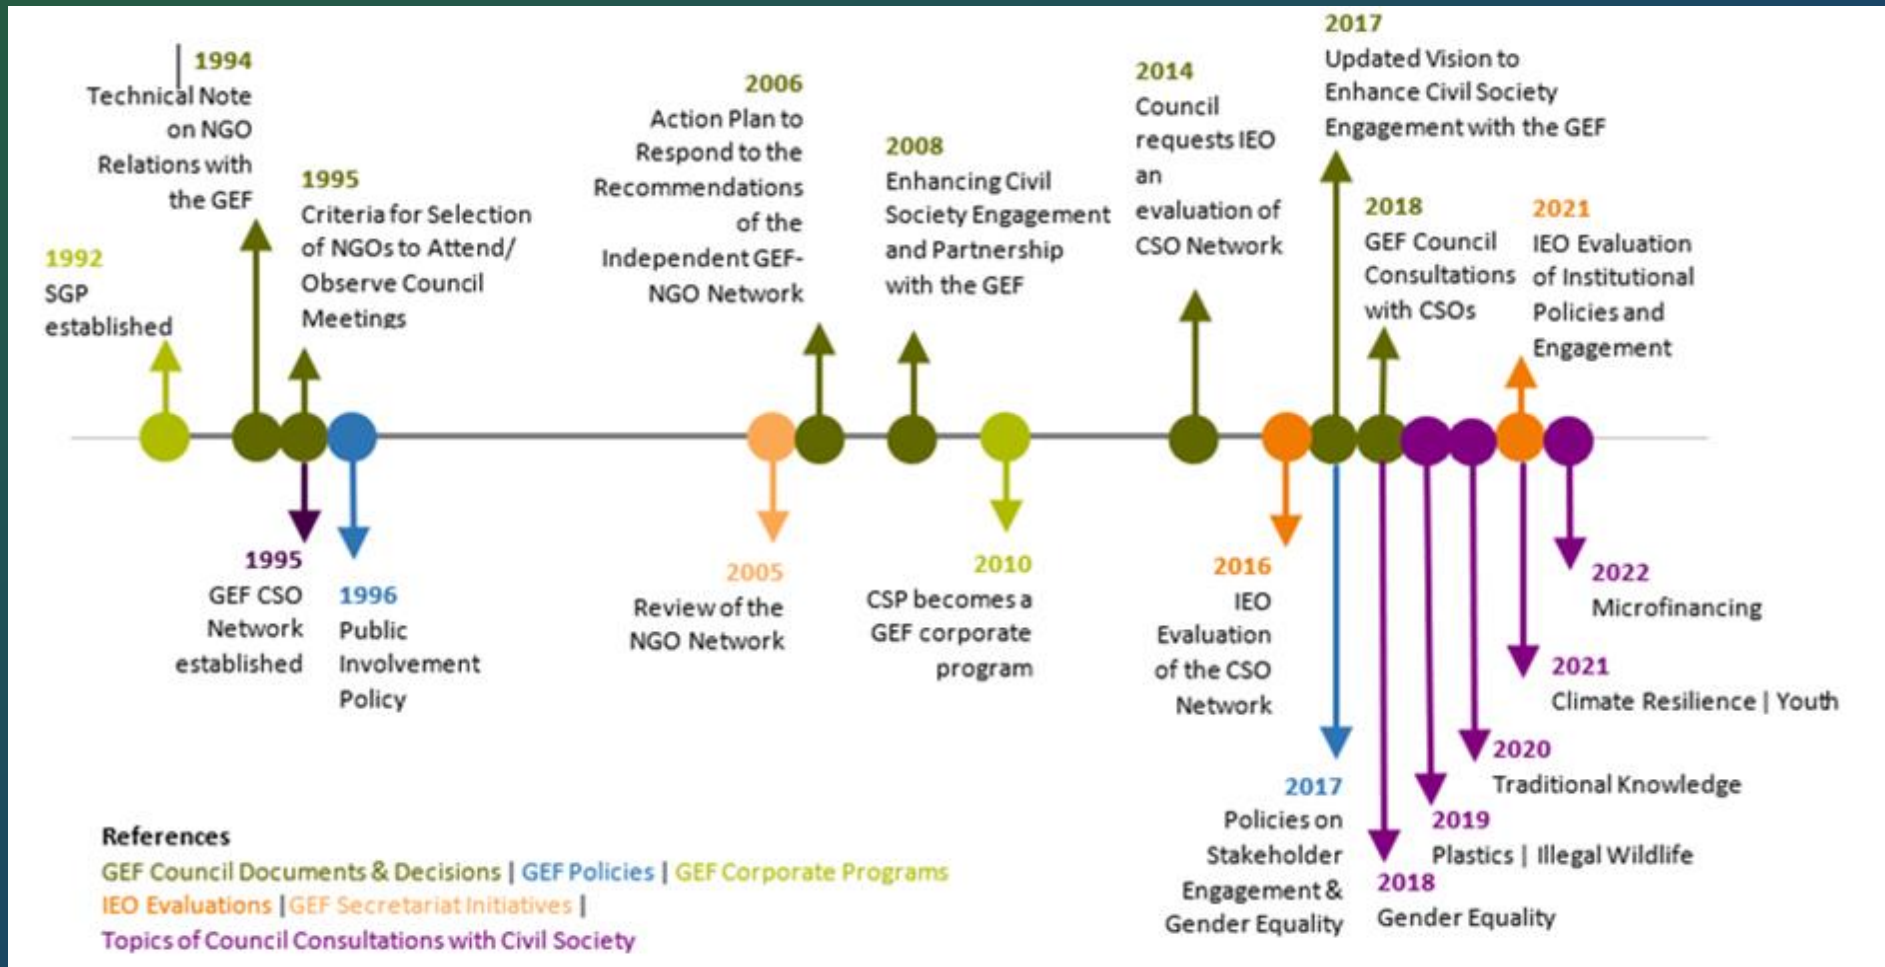 1992
SGP
established
1994
Technical Note
on NGO
Relations with
the GEF
1995
Criteria for Selection
of NGOs to Attend/
Observe Council
Meetings
2006
Action Plan to
Respond to the
Recommendations
of the
Independent GEF-
NGO Network
2008
Enhancing Civil
Society Engagement
and Partnership
with the GEF
2014
Council
requests IEO
an
evaluation of
CSO Network
2017
Updated Vision to
Enhance Civil Society
Engagement with the GEF
2018
GEF Council
Consultations
with CSOs
2021
IEO Evaluation
of Institutional
Policies and
Engagement
1995
GEF CSO
Network
established
1996
Public
Involvement
Policy
2005
Review of the
NGO Network
2010
CSP becomes a
GEF corporate
program
2016
IEO
Evaluation
of the CSO
Network
2017
Policies on
Stakeholder
Engagement &
Gender Equality
2018
Gender Equality
2019
Plastics | Illegal Wildlife
2020
Traditional Knowledge
2021
Climate Resilience | Youth
2022
Microfinancing
References
GEF Council Documents & Decisions | GEF Policies | GEF Corporate Programs
IEO Evaluations |GEF Secretariat Initiatives |
Topics of Council Consultations with Civil Society